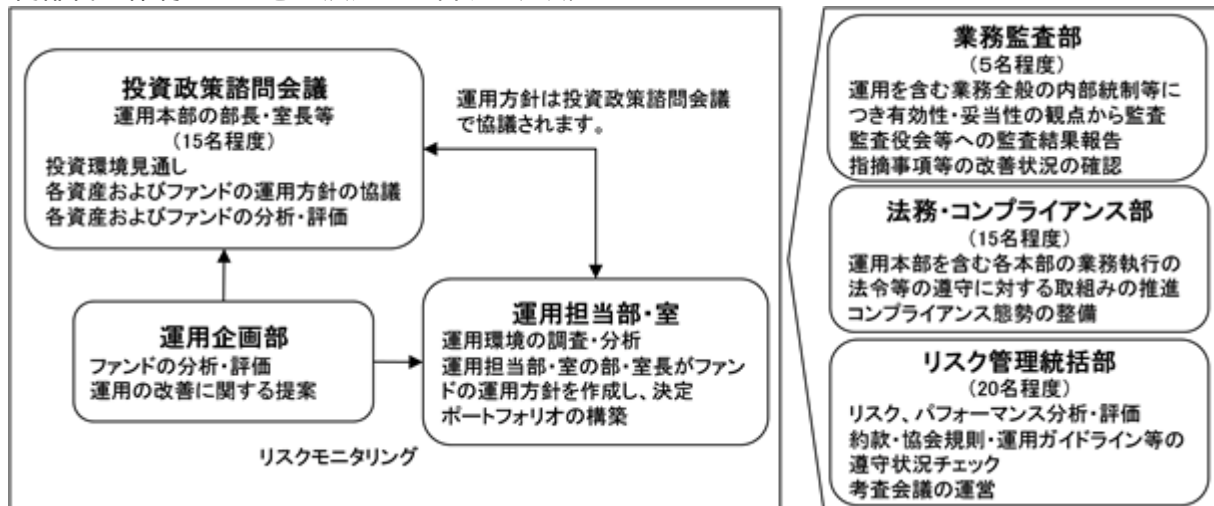 投資政策諮問会議
運用本部の部長・室長等
(15名程度)
投資環境見通し
各資産およびファンドの運用方針の協議
各資産およびファンドの分析・評価
運用方針は投資政策諮問会議
で協議されます。
運用企画部
ファンドの分析・評価
運用の改善に関する提案
運用担当部・室
運用環境の調査・分析
運用担当部・室の部・室長がファン
ドの運用方針を作成し、決定
ポートフォリオの構築
リスクモニタリング
業務監査部
(5名程度)
運用を含む業務全般の内部統制等に
つき有効性・妥当性の観点から監査
監査役会等への監査結果報告
指摘事項等の改善状況の確認
法務・コンプライアンス部
(15名程度)
運用本部を含む各本部の業務執行の
法令等の遵守に対する取組みの推進
コンプライアンス態勢の整備
リスク管理統括部
(20名程度)
リスク、パフォーマンス分析・評価
約款・協会規則・運用ガイドライン等の
遵守状況チェック
考査会議の運営